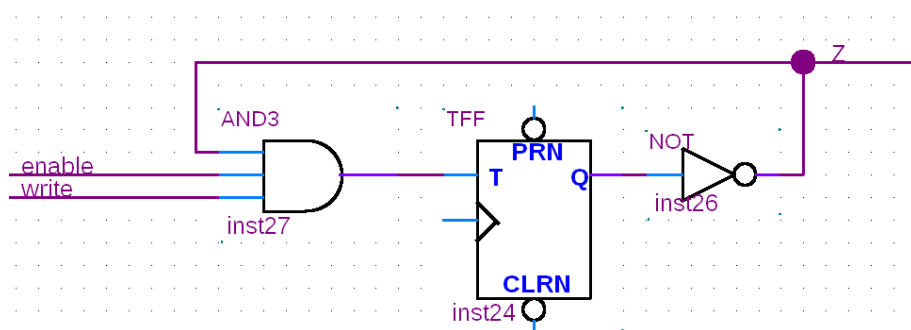 Z
AND3
TFF
PRN
NOT
enable
write
T
Q
inst27
inst26
CLRN
inst24